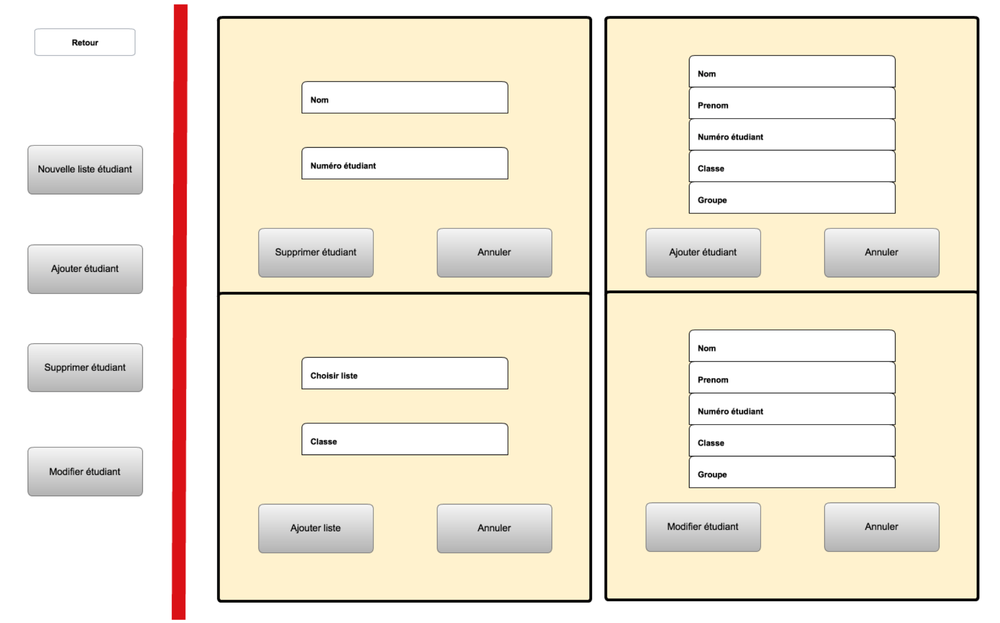 Retour
Nouvelle liste étudiant
Ajouter étudiant
Supprimer étudiant
Modifier étudiant
Nom
Numéro étudiant
Supprimer étudiant
Annuler
Nom
Prenom
Numéro étudiant
Classe
Groupe
Ajouter étudiant
Annuler
Choisir liste
Classe
Ajouter liste
Annuler
Nom
Prenom
Numéro étudiant
Classe
Groupe
Modifier étudiant
Annuler